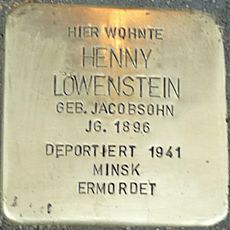 HIER WOHNTE
HENNY
LÖWENSTEIN
GEB. JACOBSOHN
JG. 1896
DEPORTIERT 1941
MINSK
ERMORDET